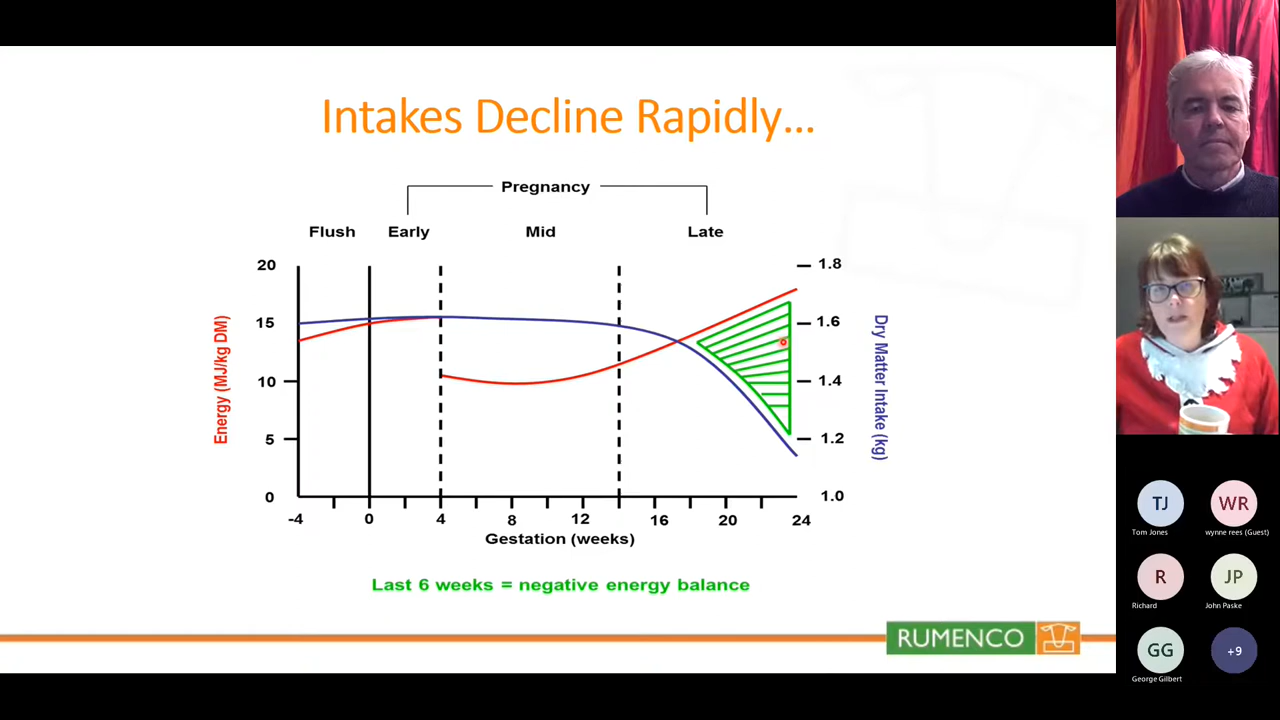 Intakes Decline Rapidly...
Pregnancy
Flush Early Mid Late
20
15
10
5
0
1.8
1.6
1.4
1.2
1.0
Energy (MJ/kg DM)
Dry Matter Intake (kg)
-4 0 4 8 12 16 20 24
Gestation (weeks)
Last 6 weeks = negative energy balance
RUMENCO
TJ WR
Tom Jones wynne rees (Guest)
R JP
Richard John Paske
GG +9
George Gilbert